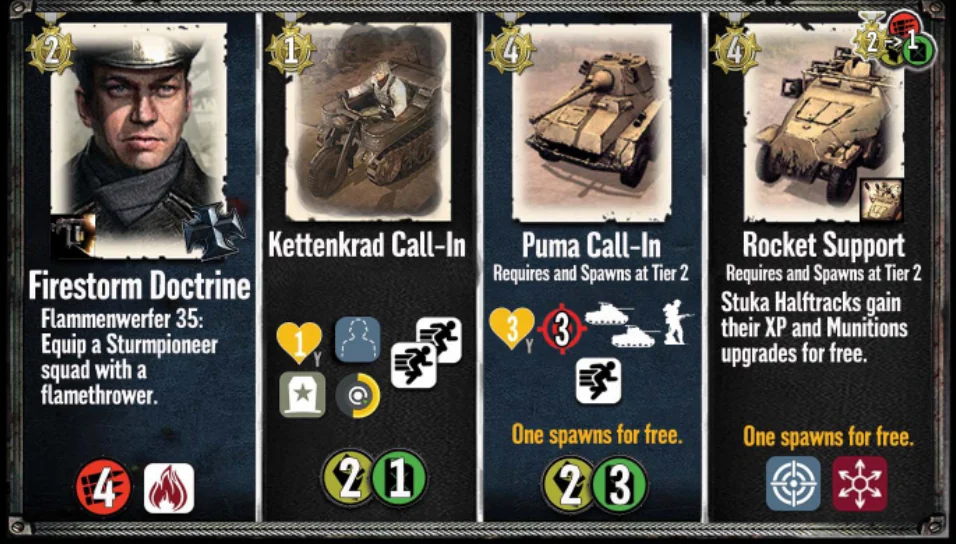 2
Firestorm Doctrine
Flammenwerfer 35:
Equip a Sturmpioneer
squad with a
flamethrower.
4
1
Kettenkrad Call-In
1
Y
2 1
4
Puma Call-In
Requires and Spawns at Tier 2
3
Y
3
One spawns for free.
2 3
4
2 1
Rocket Support
Requires and Spawns at Tier 2
Stuka Halftracks gain
their XP and Munitions
upgrades for free.
One spawns for free.